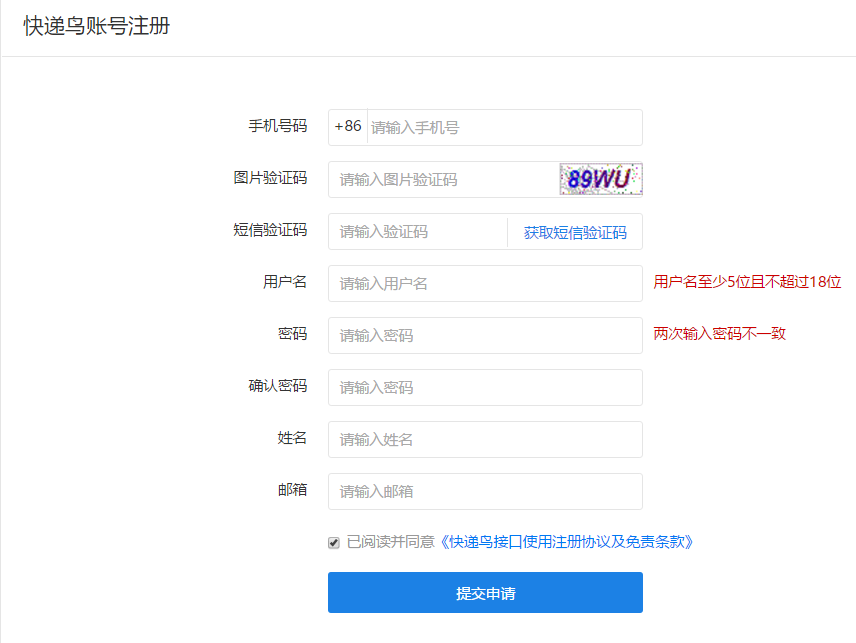 快递鸟账号注册
手机号码 +86 请输入手机号
图片验证码 请输入图片验证码 89WU
短信验证码 请输入验证码 获取短信验证码
用户名 请输入用户名 用户名至少5位且不超过18位
密码 请输入密码 两次输入密码不一致
确认密码 请输入密码
姓名 请输入姓名
邮箱 请输入邮箱
已阅读并同意《快递鸟接口使用注册协议及免责条款》
提交申请